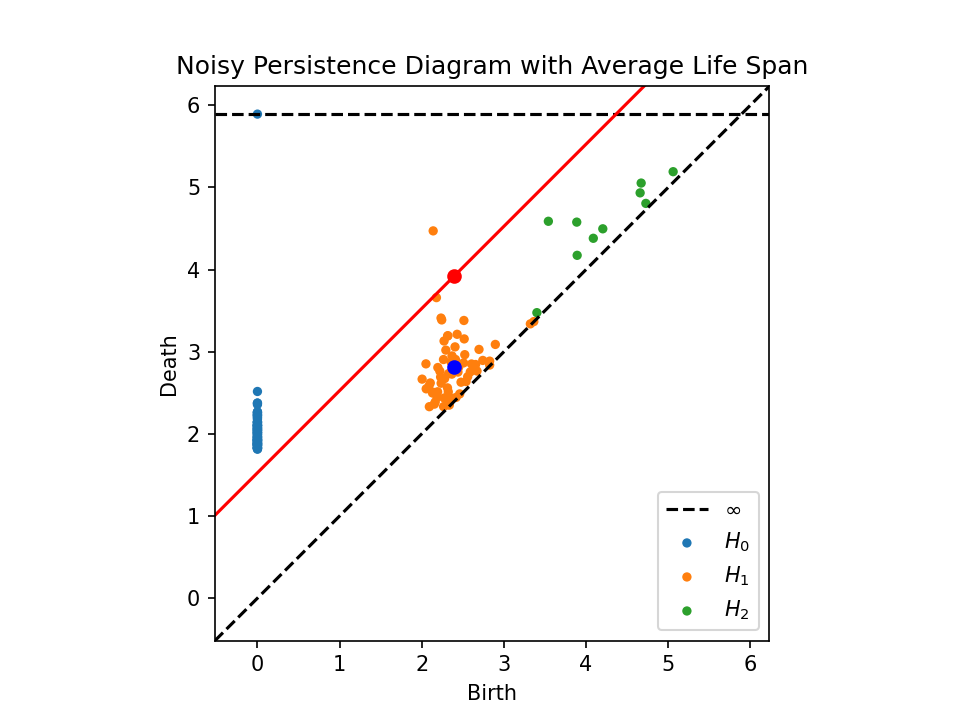 Noisy Persistence Diagram with Average Life Span
6
5
4
3
2
1
0
Death
∞
H₀
H₁
H₂
0 1 2 3 4 5 6
Birth